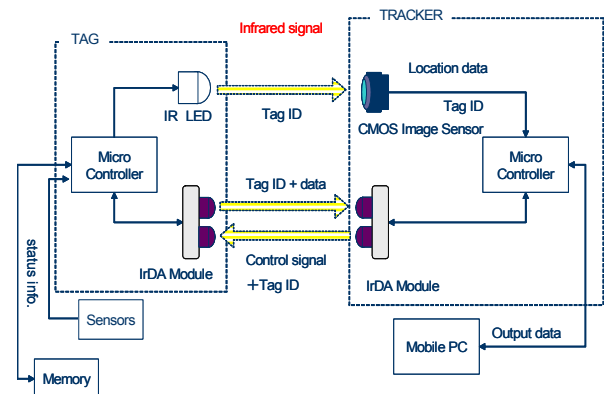 TAG
Infrared signal
TRACKER
IR LED
Tag ID
Location data
Tag ID
CMOS Image Sensor
Micro
Controller
Micro
Controller
Tag ID + data
Control signal
+Tag ID
IrDA Module
IrDA Module
status info.
Sensors
Memory
Mobile PC
Output data